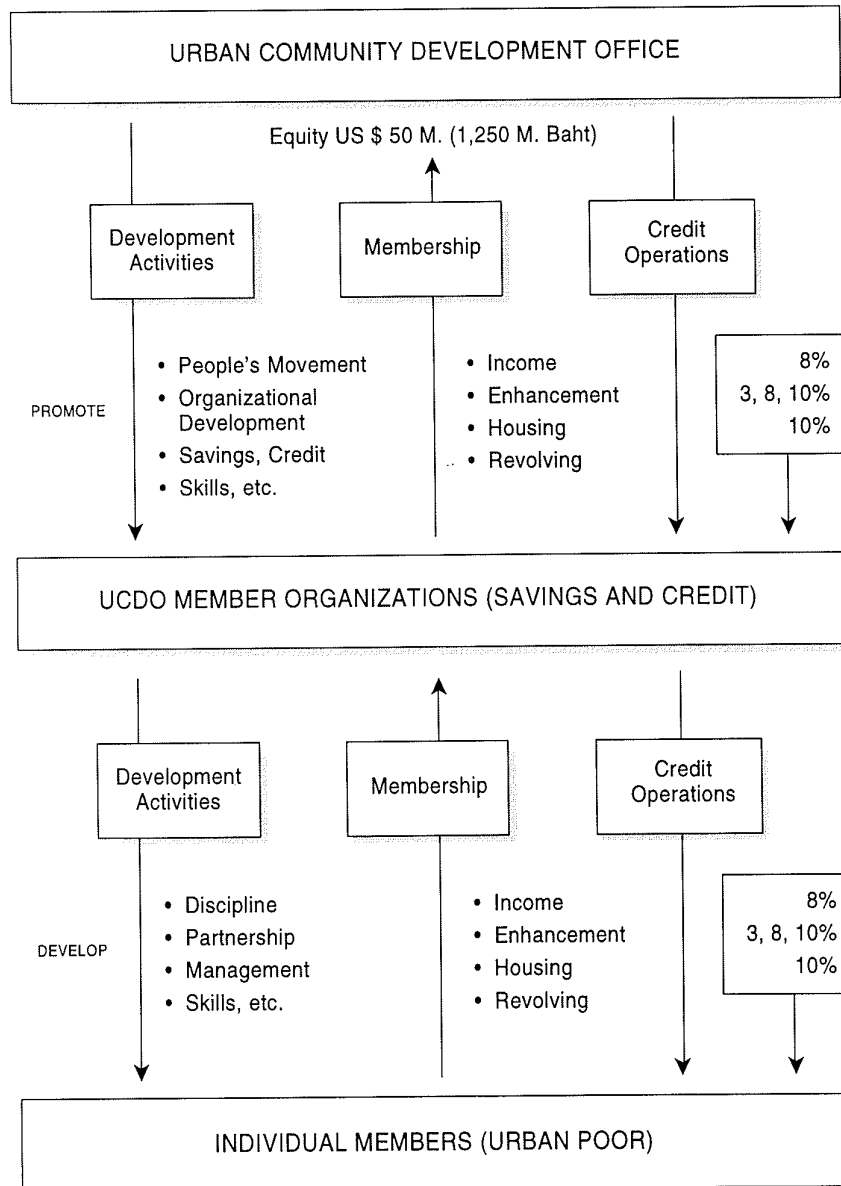 URBAN COMMUNITY DEVELOPMENT OFFICE
Equity US $ 50 M. (1,250 M. Baht)
Development
Activities
Membership
Credit
Operations
PROMOTE
• People's Movement
• Organizational
Development
• Savings, Credit
• Skills, etc.
• Income
• Enhancement
• Housing
• Revolving
8%
3, 8, 10%
10%
UCDO MEMBER ORGANIZATIONS (SAVINGS AND CREDIT)
Development
Activities
Membership
Credit
Operations
DEVELOP
• Discipline
• Partnership
• Management
• Skills, etc.
• Income
• Enhancement
• Housing
• Revolving
8%
3, 8, 10%
10%
INDIVIDUAL MEMBERS (URBAN POOR)